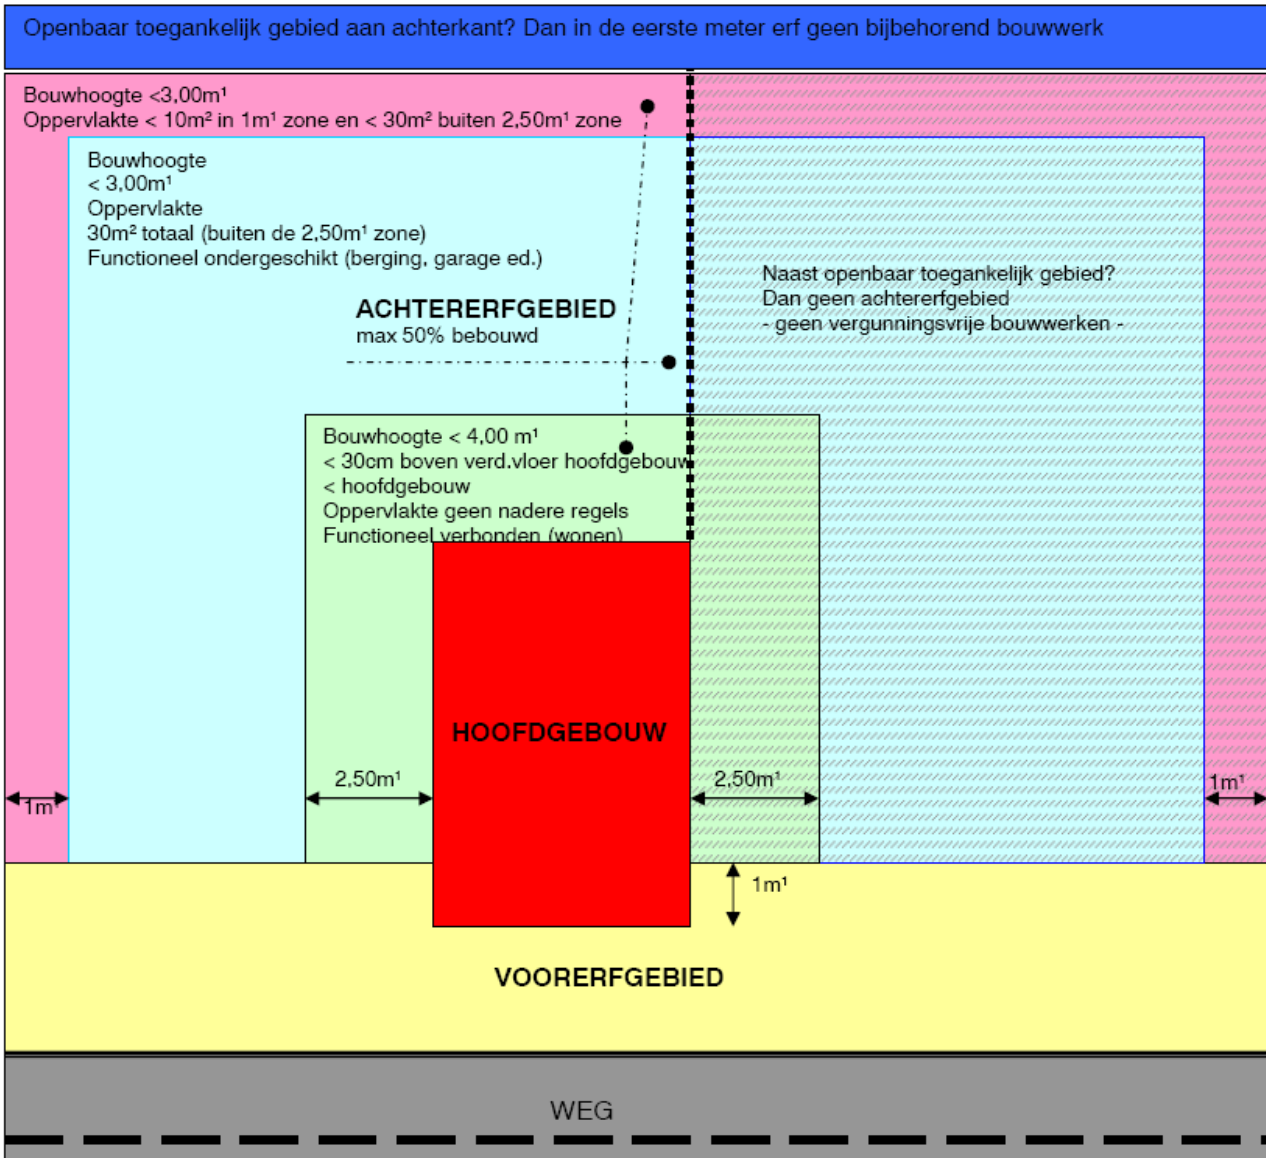 Openbaar toegankelijk gebied aan achterkant? Dan in de eerste meter erf geen bijbehorend bouwwerk
Bouwhoogte <3,00m¹
Oppervlakte < 10m² in 1m¹ zone en < 30m² buiten 2,50m¹ zone
Bouwhoogte
< 3,00m¹
Oppervlakte
30m² totaal (buiten de 2,50m¹ zone)
Functioneel ondergeschikt (berging, garage ed.)
ACHTERERFGEBIED
max 50% bebouwd
Naast openbaar toegankelijk gebied?
Dan geen achtererfgebied
- geen vergunningsvrije bouwwerken -
Bouwhoogte < 4,00 m¹
< 30cm boven verd.vloer hoofdgebouw
< hoofdgebouw
Oppervlakte geen nadere regels
Functioneel verbonden (wonen)
HOOFDGEBOUW
1m¹
2,50m¹
2,50m¹
1m¹
1m¹
VOORERFGEBIED
WEG